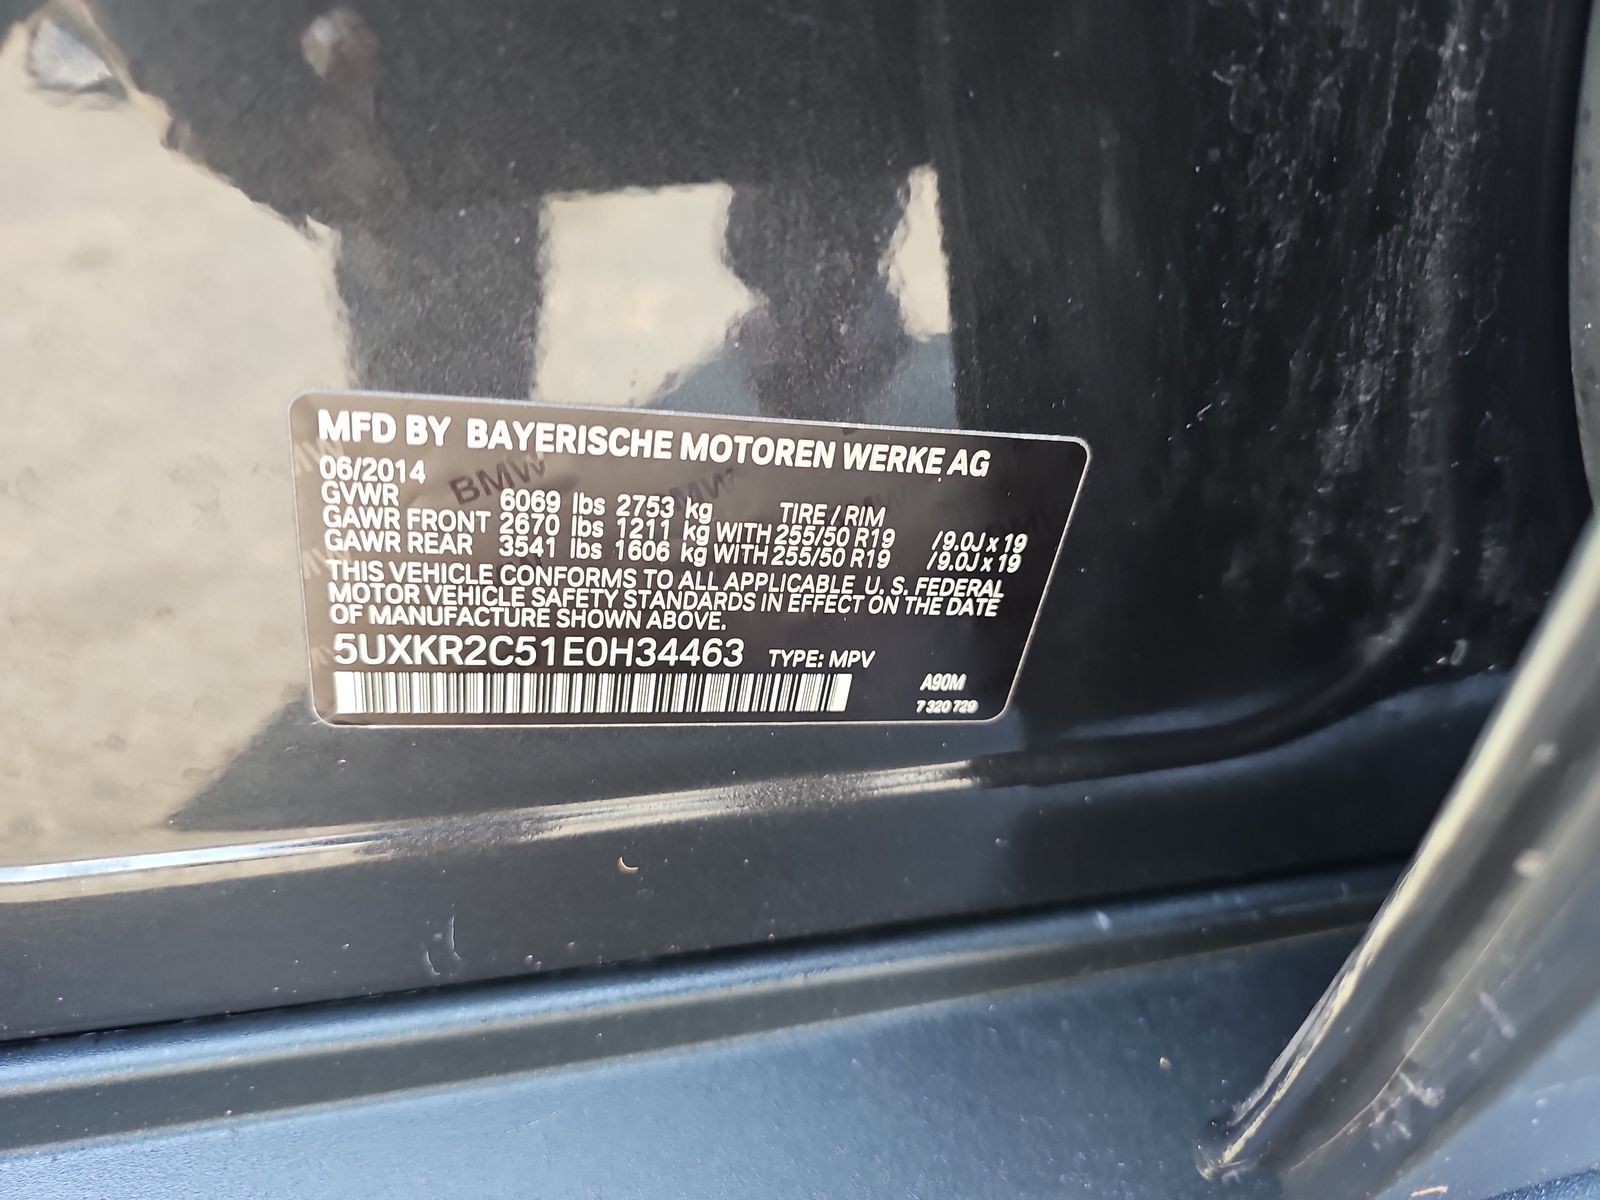 MFD BY BAYERISCHE MOTOREN WERKE AG
06/2014
GVWR 6069 lbs 2753 kg TIRE / RIM
GAWR FRONT 2670 lbs 1211 kg WITH 255/50 R19 /9.0J x 19
GAWR REAR 3541 lbs 1606 kg WITH 255/50 R19 /9.0J x 19
THIS VEHICLE CONFORMS TO ALL APPLICABLE U. S. FEDERAL
MOTOR VEHICLE SAFETY STANDARDS IN EFFECT ON THE DATE
OF MANUFACTURE SHOWN ABOVE.
5UXKR2C51E0H34463 TYPE: MPV
A90M
7 320 729
BMW